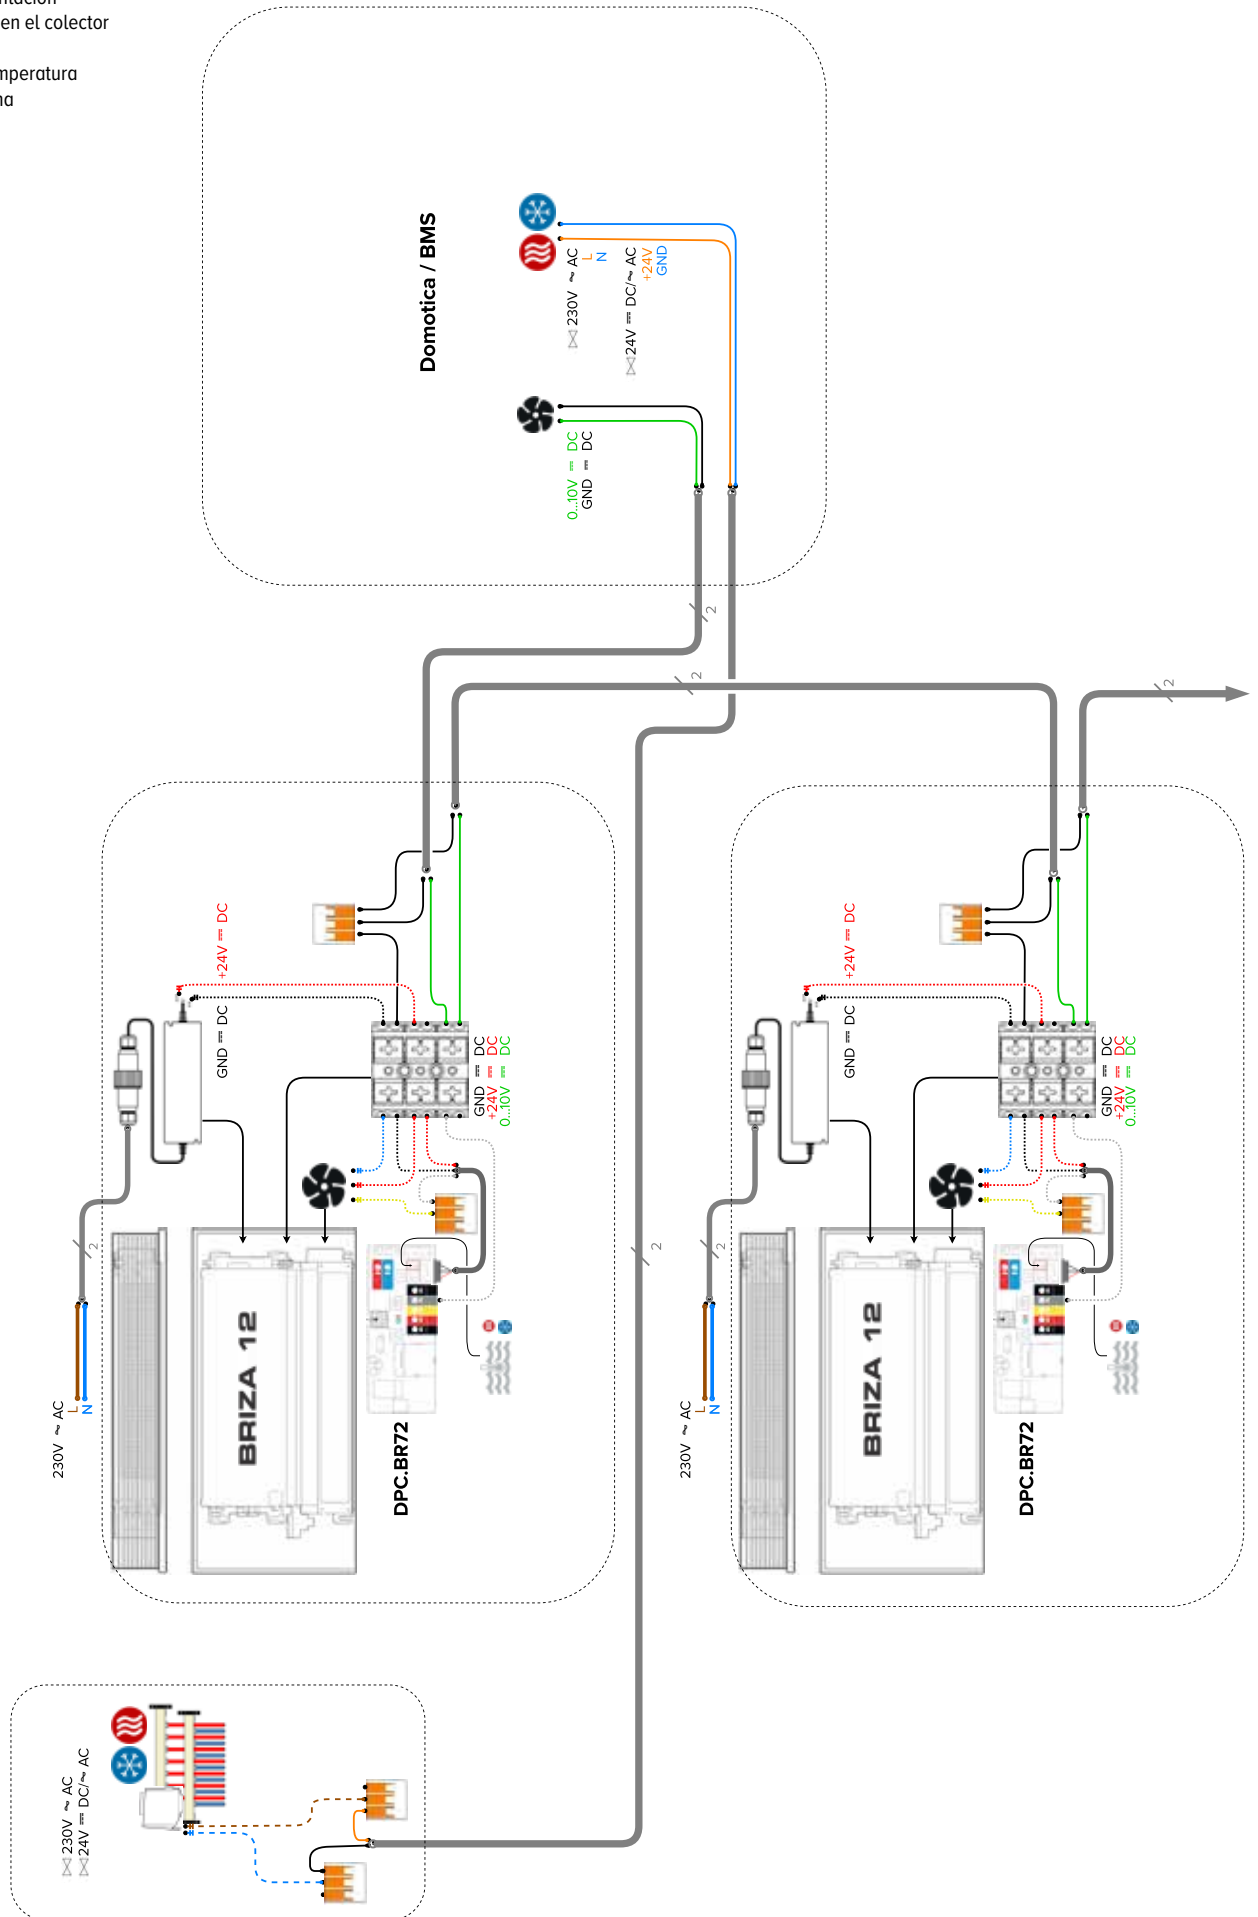 ntación
en el colector
mperatura
na
Domotica / BMS
230V ~ AC
L
N
24V ⎓ DC/~ AC
+24V
GND
0...10V ⎓ DC
GND ⎓ DC
2
2
2
2
+24V ⎓ DC
GND ⎓ DC
GND ⎓ DC
+24V ⎓ DC
0...10V ⎓ DC
2
230V ~ AC
L
N
BRIZA 12
DPC.BR72
+24V ⎓ DC
GND ⎓ DC
GND ⎓ DC
+24V ⎓ DC
0...10V ⎓ DC
2
230V ~ AC
L
N
BRIZA 12
DPC.BR72
230V ~ AC
24V ⎓ DC/~ AC